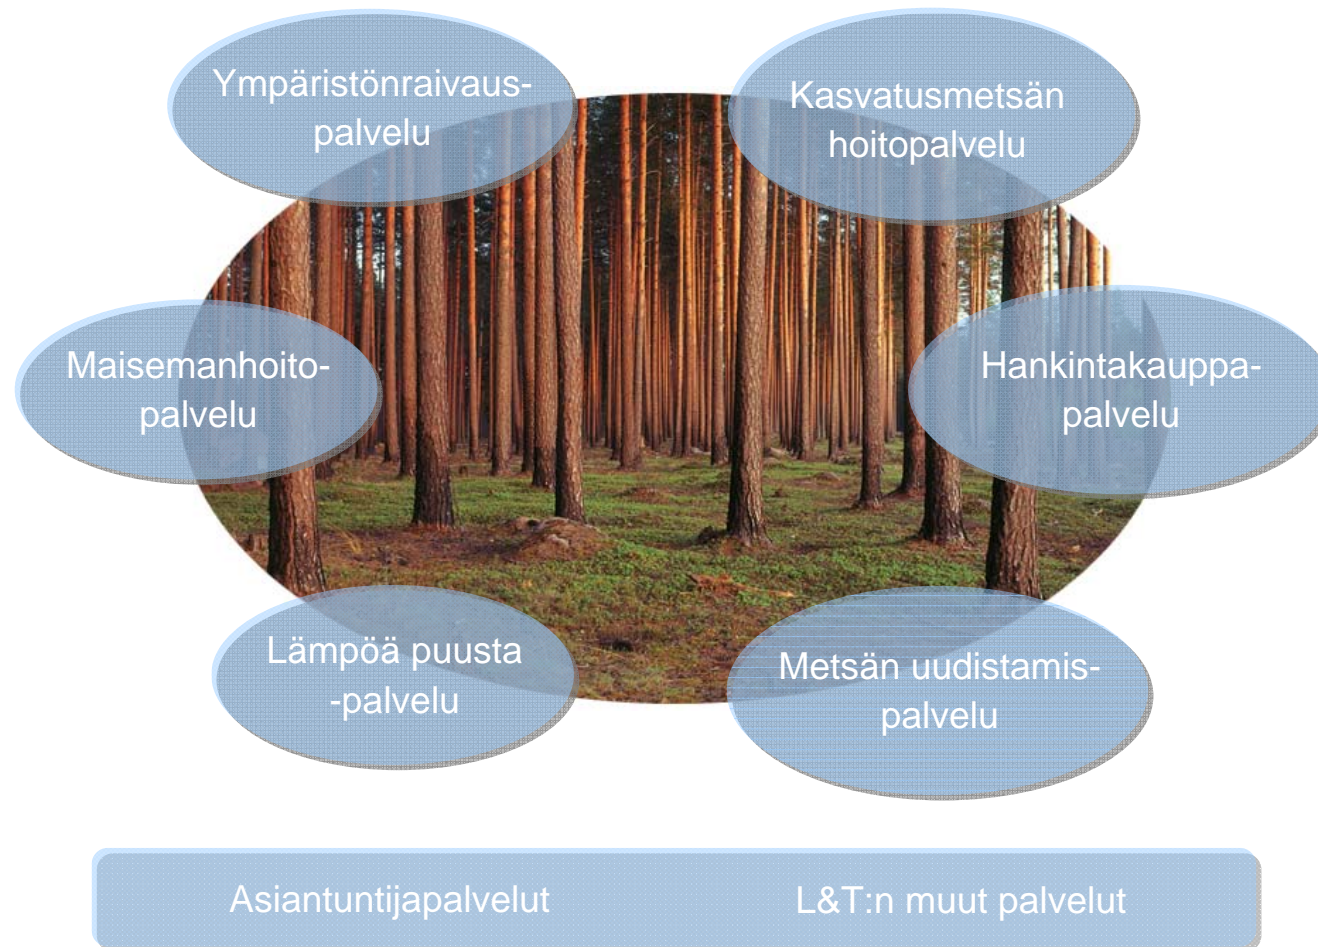 Ympäristönraivaus-
palvelu
Kasvatusmetsän
hoitopalvelu
Maisemanhoito-
palvelu
Hankintakauppa-
palvelu
Lämpöä puusta
-palvelu
Metsän uudistamis-
palvelu
Asiantuntijapalvelut
L&T:n muut palvelut